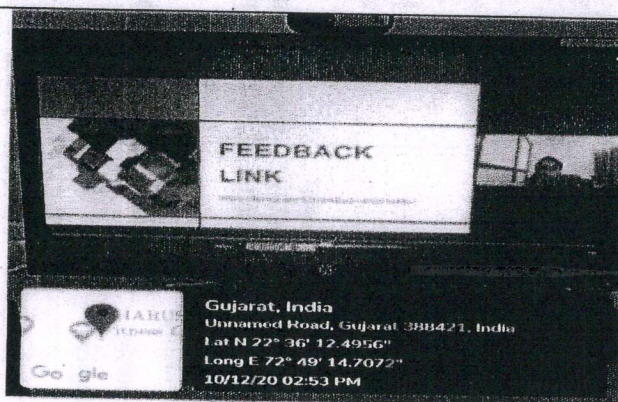 FEEDBACK
LINK
Gujarat, India
Unnamed Road, Gujarat 388421, India
Lat N 22° 36' 12.4956"
Long E 72° 49' 14.7072"
10/12/20 02:53 PM
Google